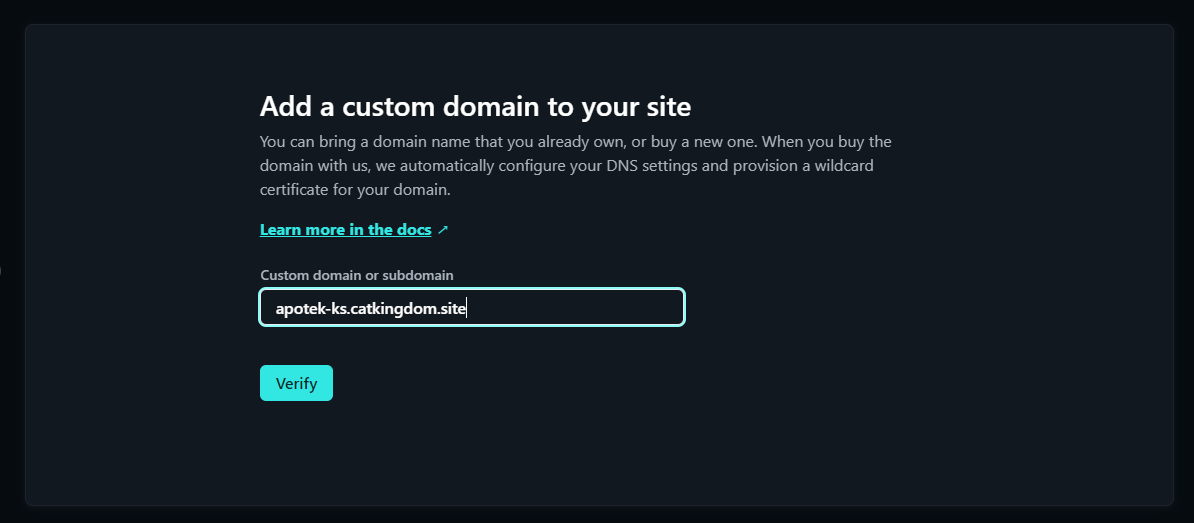 Add a custom domain to your site
You can bring a domain name that you already own, or buy a new one. When you buy the
domain with us, we automatically configure your DNS settings and provision a wildcard
certificate for your domain.
Learn more in the docs ↗
Custom domain or subdomain
apotek-ks.catkingdom.site
Verify